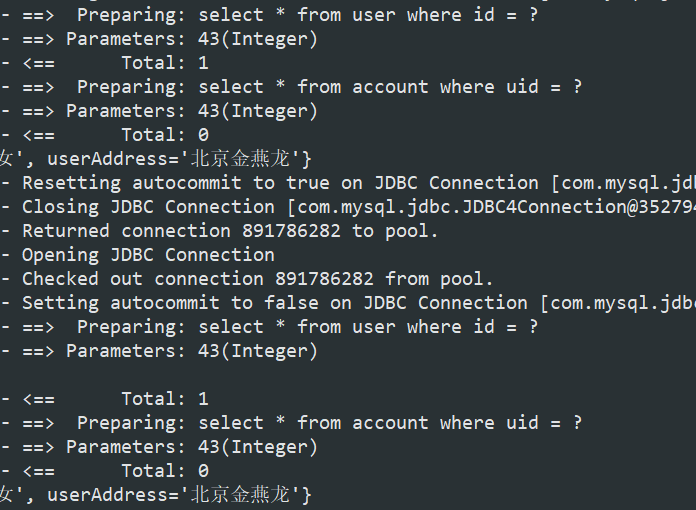 - ==>  Preparing: select * from user where id = ?
- ==> Parameters: 43(Integer)
- <==      Total: 1
- ==>  Preparing: select * from account where uid = ?
- ==> Parameters: 43(Integer)
- <==      Total: 0
女', userAddress='北京金燕龙'}
- Resetting autocommit to true on JDBC Connection [com.mysql.jdb
- Closing JDBC Connection [com.mysql.jdbc.JDBC4Connection@352794
- Returned connection 891786282 to pool.
- Opening JDBC Connection
- Checked out connection 891786282 from pool.
- Setting autocommit to false on JDBC Connection [com.mysql.jdbc
- ==>  Preparing: select * from user where id = ?
- ==> Parameters: 43(Integer)
- <==      Total: 1
- ==>  Preparing: select * from account where uid = ?
- ==> Parameters: 43(Integer)
- <==      Total: 0
女', userAddress='北京金燕龙'}